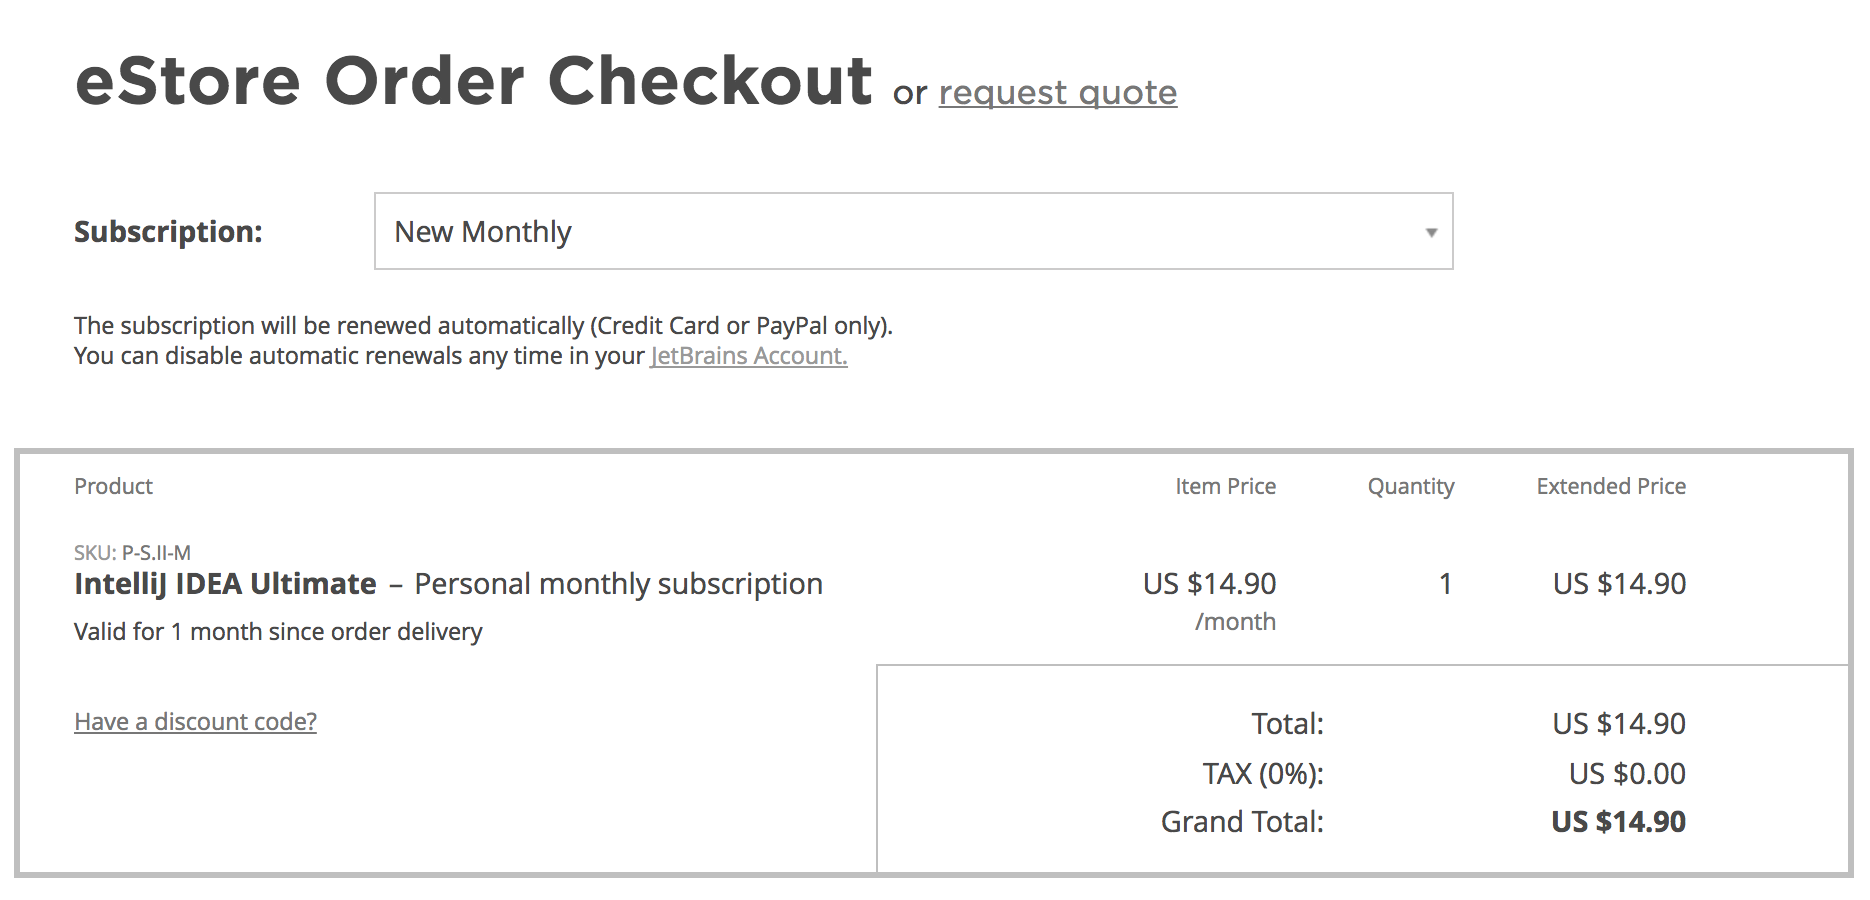 eStore Order Checkout or request quote
Subscription: New Monthly
The subscription will be renewed automatically (Credit Card or PayPal only).
You can disable automatic renewals any time in your JetBrains Account.
Product Item Price Quantity Extended Price
SKU: P-S.II-M
IntelliJ IDEA Ultimate – Personal monthly subscription US $14.90 1 US $14.90
/month
Valid for 1 month since order delivery
Have a discount code?
Total: US $14.90
TAX (0%): US $0.00
Grand Total: US $14.90